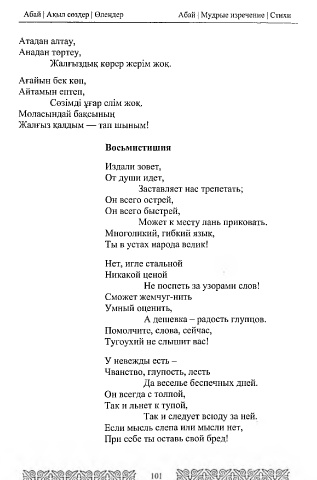 Абай | Ақыл сөздер | Өлеңдер
Абай | Мудрые изречение | Стихи
Атадан алтау,
Анадан төртеу,
Жалғыздық көрер жерім жоқ.
Ағайын бек көп,
Айтамын ептеп,
Сөзімді ұғар елім жоқ.
Моласындай бақсының
Жалғыз қалдым — тап шыным!
Восьмистишия
Издали зовет,
От души идет,
Заставляет нас трепетать;
Он всего острей,
Он всего быстрей,
Может к месту лань приковать.
Многоликий, гибкий язык,
Ты в устах народа велик!
Нет, игле стальной
Никакой ценой
Не поспеть за узорами слов!
Сможет жемчуг-нить
Умный оценить,
А дешевка – радость глупцов.
Помолчите, слова, сейчас,
Тугоухий не слышит вас!
У невежды есть –
Чванство, глупость, лесть
Да веселье беспечных дней.
Он всегда с толпой,
Так и льнет к тупой,
Так и следует всюду за ней.
Если мысль слепа или мысли нет,
При себе ты оставь свой бред!
101